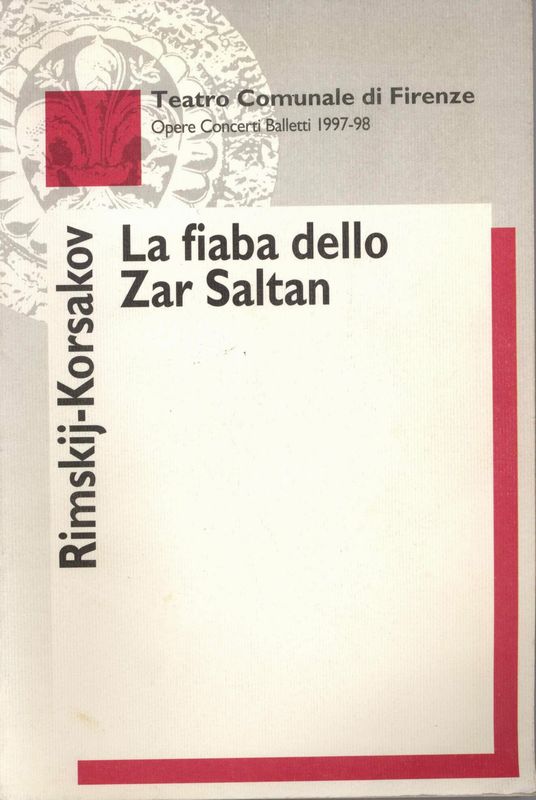 Teatro Comunale di Firenze
Opere Concerti Balletti 1997-98
La fiaba dello
Zar Saltan
Rimskij-Korsakov